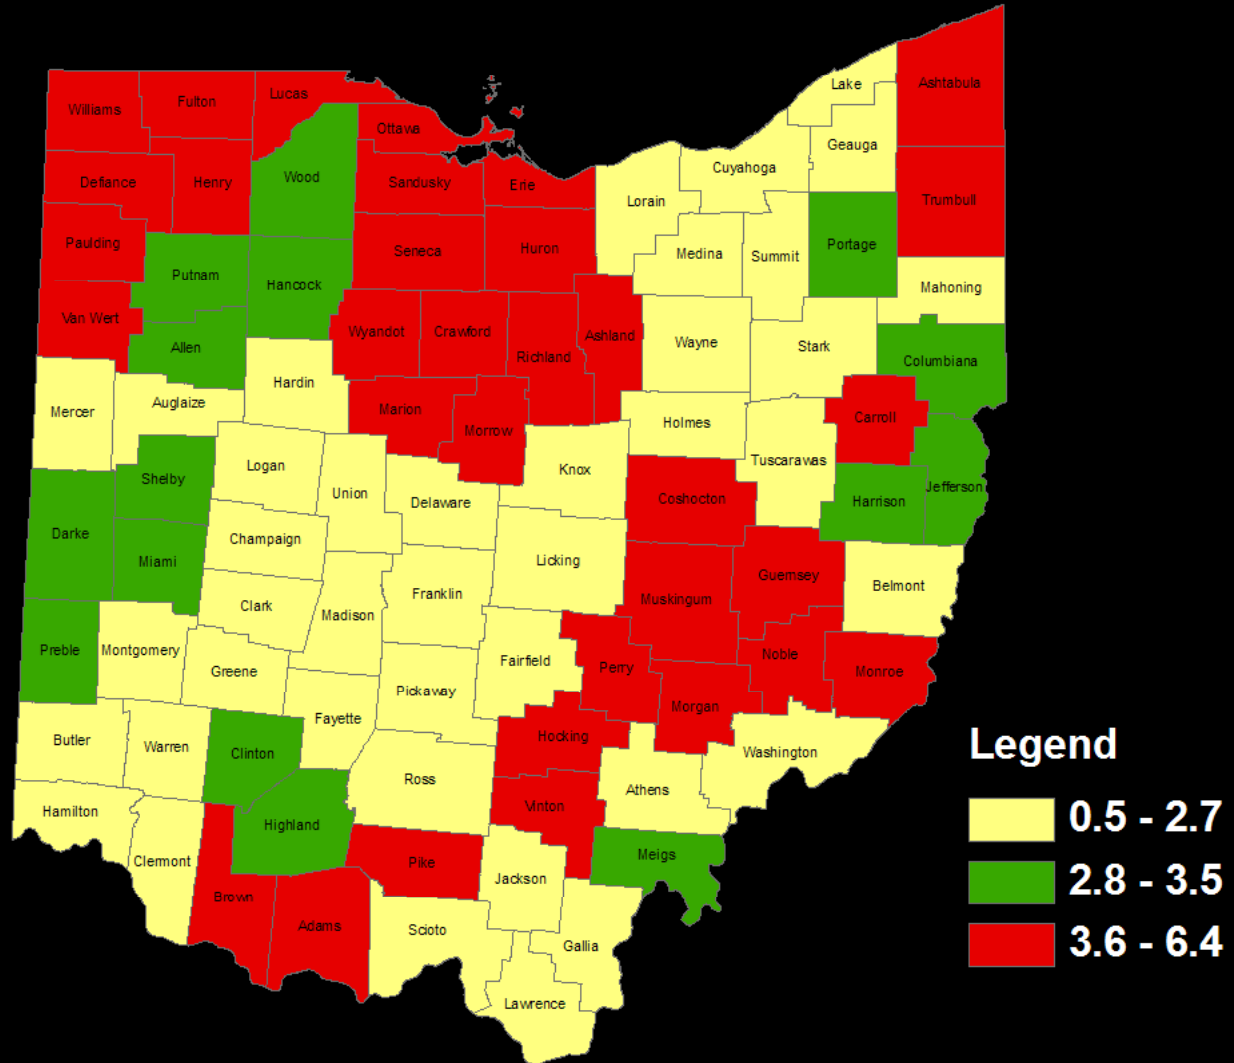 Lake
Ashtabula
Williams
Fulton
Lucas
Ottawa
Geauga
Cuyahoga
Defiance
Henry
Wood
Sandusky
Erie
Lorain
Trumbull
Paulding
Putnam
Hancock
Seneca
Huron
Medina
Summit
Portage
Mahoning
Van Wert
Allen
Wyandot
Crawford
Richland
Ashland
Wayne
Stark
Columbiana
Mercer
Auglaize
Hardin
Marion
Morrow
Holmes
Carroll
Shelby
Logan
Union
Delaware
Knox
Coshocton
Tuscarawas
Harrison
Jefferson
Darke
Miami
Champaign
Licking
Guernsey
Belmont
Clark
Madison
Franklin
Muskingum
Preble
Montgomery
Greene
Pickaway
Fairfield
Perry
Noble
Monroe
Morgan
Butler
Warren
Clinton
Fayette
Ross
Hocking
Athens
Washington
Hamilton
Clermont
Highland
Vinton
Meigs
Brown
Adams
Pike
Jackson
Scioto
Gallia
Lawrence
Legend
0.5 - 2.7
2.8 - 3.5
3.6 - 6.4